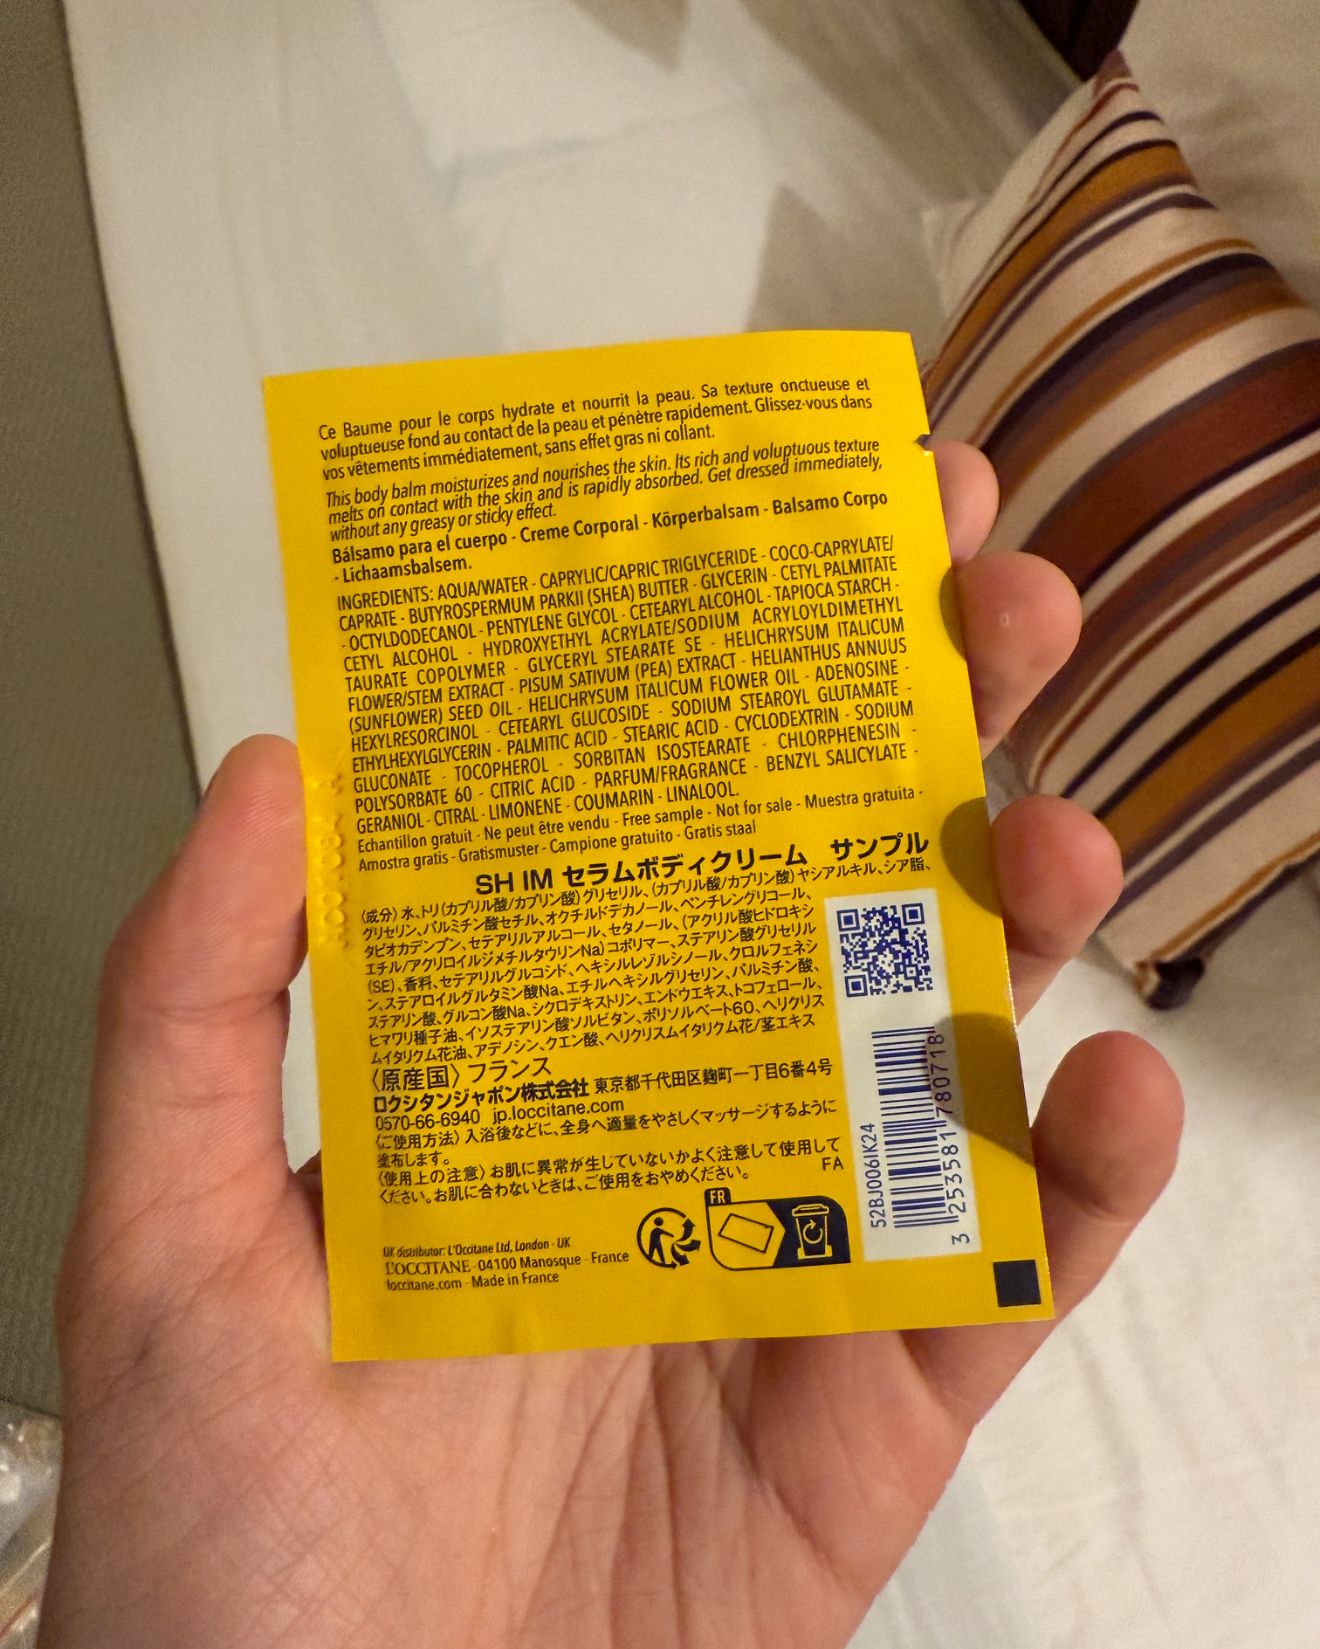 Ce Baume pour le corps hydrate et nourrit la peau. Sa texture onctueuse et
voluptueuse fond au contact de la peau et pénètre rapidement. Glissez-vous dans
vos vêtements immédiatement, sans effet gras ni collant.
This body balm moisturizes and nourishes the skin. Its rich and voluptuous texture
melts on contact with the skin and is rapidly absorbed. Get dressed immediately,
without any greasy or sticky effect.
Bálsamo para el cuerpo - Creme Corporal - Körperbalsam - Balsamo Corpo
- Lichaamsbalsem.
INGREDIENTS: AQUA/WATER - CAPRYLIC/CAPRIC TRIGLYCERIDE - COCO-CAPRYLATE/
CAPRATE - BUTYROSPERMUM PARKII (SHEA) BUTTER - GLYCERIN - CETYL PALMITATE
- OCTYLDODECANOL - PENTYLENE GLYCOL - CETEARYL ALCOHOL - TAPIOCA STARCH -
CETYL ALCOHOL - HYDROXYETHYL ACRYLATE/SODIUM ACRYLOYLDIMETHYL
TAURATE COPOLYMER - GLYCERYL STEARATE SE - HELICHRYSUM ITALICUM
FLOWER/STEM EXTRACT - PISUM SATIVUM (PEA) EXTRACT - HELIANTHUS ANNUUS
(SUNFLOWER) SEED OIL - HELICHRYSUM ITALICUM FLOWER OIL - ADENOSINE -
HEXYLRESORCINOL - CETEARYL GLUCOSIDE - SODIUM STEAROYL GLUTAMATE -
ETHYLHEXYLGLYCERIN - PALMITIC ACID - STEARIC ACID - CYCLODEXTRIN - SODIUM
GLUCONATE - TOCOPHEROL - SORBITAN ISOSTEARATE - CHLORPHENESIN -
POLYSORBATE 60 - CITRIC ACID - PARFUM/FRAGRANCE - BENZYL SALICYLATE -
GERANIOL - CITRAL - LIMONENE - COUMARIN - LINALOOL.
Echantillon gratuit - Ne peut être vendu - Free sample - Not for sale - Muestra gratuita -
Amostra gratis - Gratismuster - Campione gratuito - Gratis staal
SH IM セラムボディクリーム サンプル
〈成分〉水、トリ(カプリル酸/カプリン酸)グリセリル、(カプリル酸/カプリン酸)ヤシアルキル、シア脂、
グリセリン、パルミチン酸セチル、オクチルドデカノール、ペンチレングリコール、
タピオカデンプン、セテアリルアルコール、セタノール、(アクリル酸ヒドロキシ
エチル/アクリロイルジメチルタウリンNa)コポリマー、ステアリン酸グリセリル
(SE)、香料、セテアリルグルコシド、ヘキシルレゾルシノール、クロルフェネシ
ン、ステアロイルグルタミン酸Na、エチルヘキシルグリセリン、パルミチン酸、
ステアリン酸、グルコン酸Na、シクロデキストリン、エンドウエキス、トコフェロール、
ヒマワリ種子油、イソステアリン酸ソルビタン、ポリソルベート60、ヘリクリス
ムイタリクム花油、アデノシン、クエン酸、ヘリクリスムイタリクム花/茎エキス
〈原産国〉フランス
ロクシタンジャポン株式会社 東京都千代田区麹町一丁目6番4号
0570-66-6940 jp.loccitane.com
〈ご使用方法〉入浴後などに、全身へ適量をやさしくマッサージするように
塗布します。
〈使用上の注意〉お肌に異常が生じていないかよく注意して使用して
ください。お肌に合わないときは、ご使用をおやめください。
FA
FR
UK distributor: L'Occitane Ltd, London - UK
L'OCCITANE - 04100 Manosque - France
loccitane.com - Made in France
52BJ006IK24
3 253581 780718